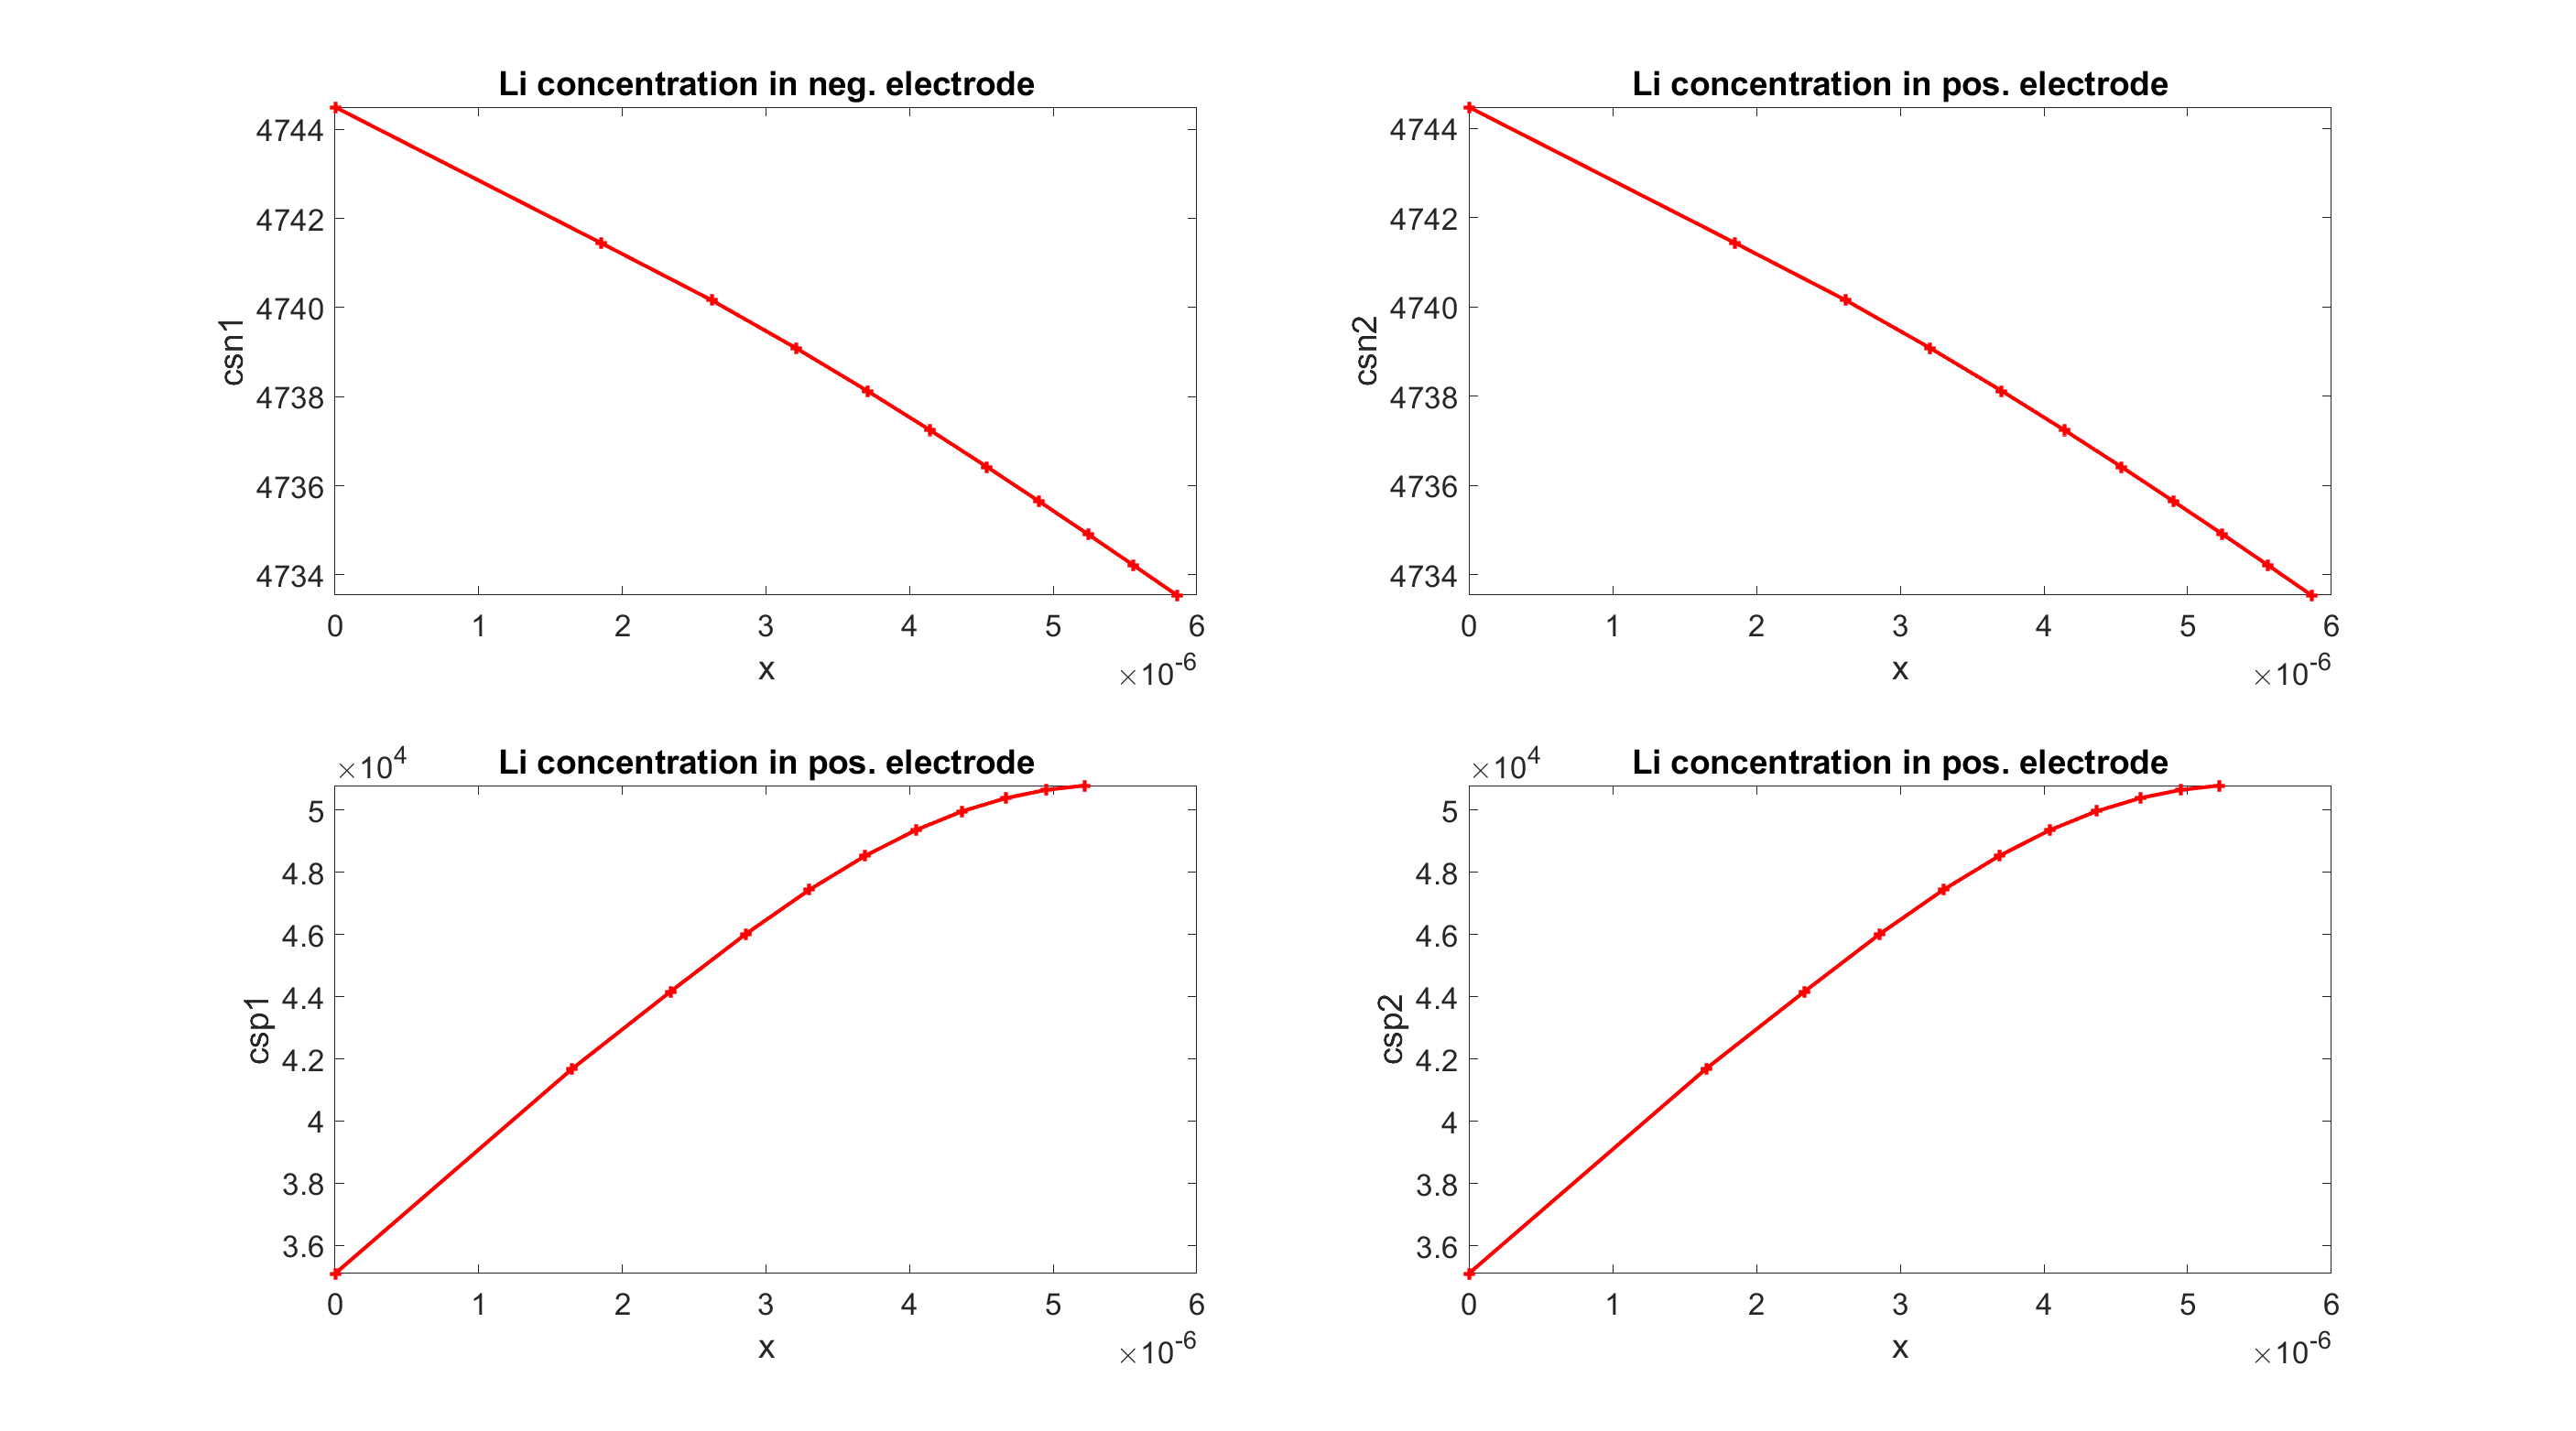 Li concentration in neg. electrode
4744
4742
4740
4738
4736
4734
csn1
0 1 2 3 4 5 6
x
×10-6
Li concentration in pos. electrode
4744
4742
4740
4738
4736
4734
csn2
0 1 2 3 4 5 6
x
×10-6
×104
Li concentration in pos. electrode
5
4.8
4.6
4.4
4.2
4
3.8
3.6
csp1
0 1 2 3 4 5 6
x
×10-6
×104
Li concentration in pos. electrode
5
4.8
4.6
4.4
4.2
4
3.8
3.6
csp2
0 1 2 3 4 5 6
x
×10-6